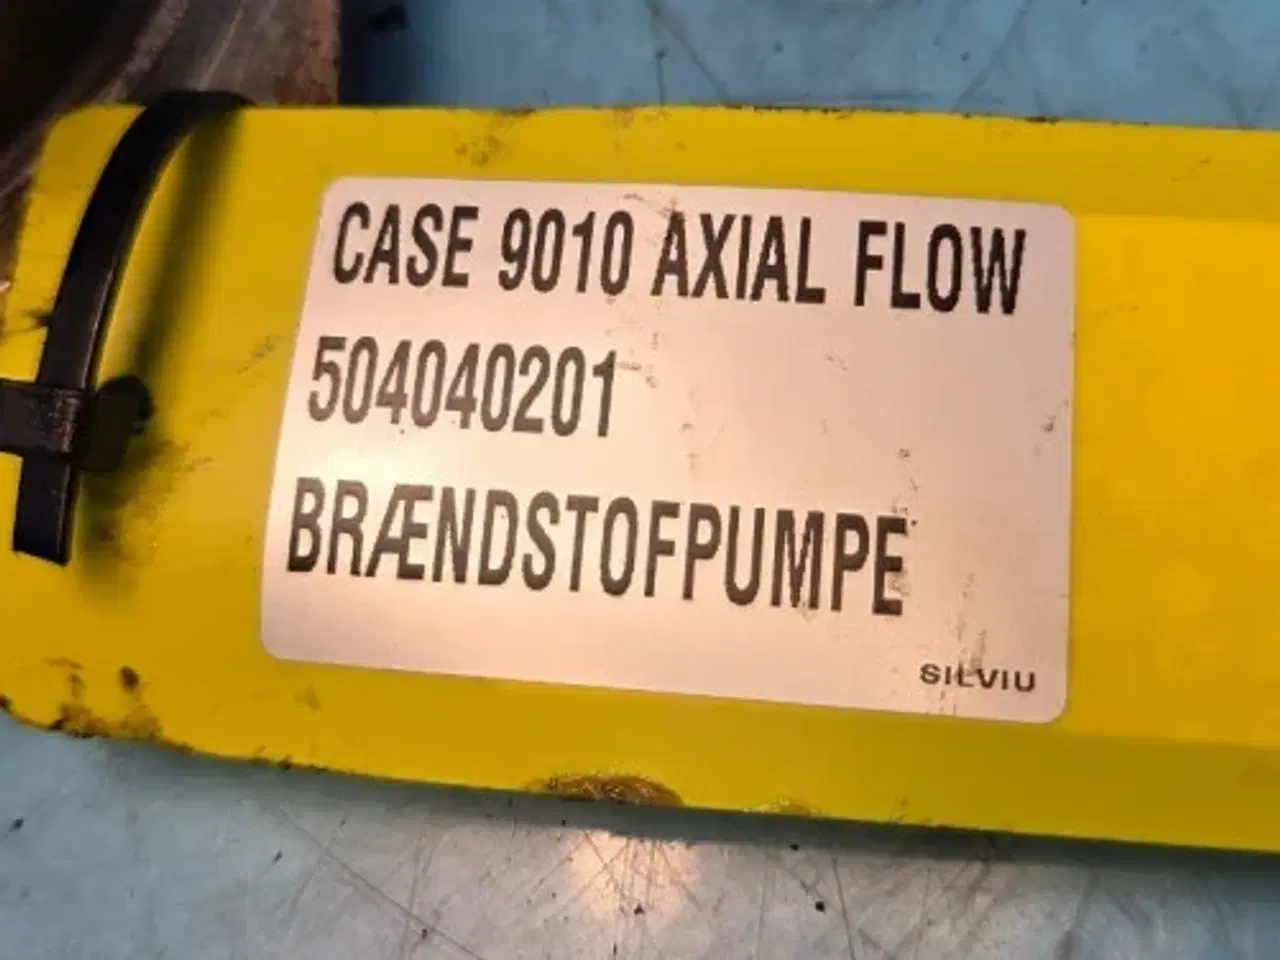 CASE 9010 AXIAL FLOW
504040201
BRÆNDSTOFPUMPE
SILVIU